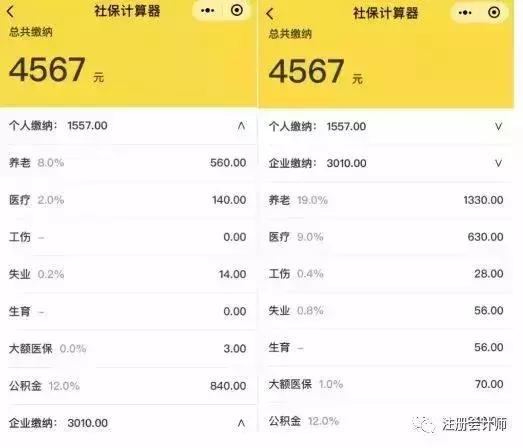 社保计算器
总共缴纳
4567 元
个人缴纳： 1557.00
养老 8.0% 560.00
医疗 2.0% 140.00
工伤 – 0.00
失业 0.2% 14.00
生育 – 0.00
大额医保 0.0% 3.00
公积金 12.0% 840.00
企业缴纳： 3010.00
社保计算器
总共缴纳
4567 元
个人缴纳： 1557.00
企业缴纳： 3010.00
养老 19.0% 1330.00
医疗 9.0% 630.00
工伤 0.4% 28.00
失业 0.8% 56.00
生育 – 56.00
大额医保 1.0% 70.00
公积金 12.0%
注册会计师